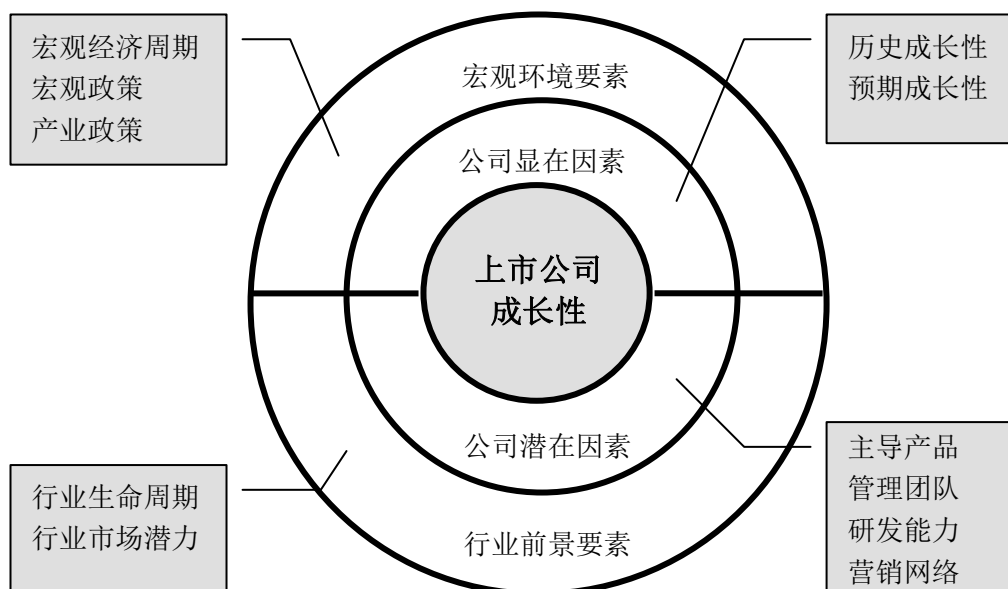 宏观经济周期
宏观政策
产业政策
历史成长性
预期成长性
宏观环境要素
公司显在因素
上市公司
成长性
公司潜在因素
行业前景要素
行业生命周期
行业市场潜力
主导产品
管理团队
研发能力
营销网络